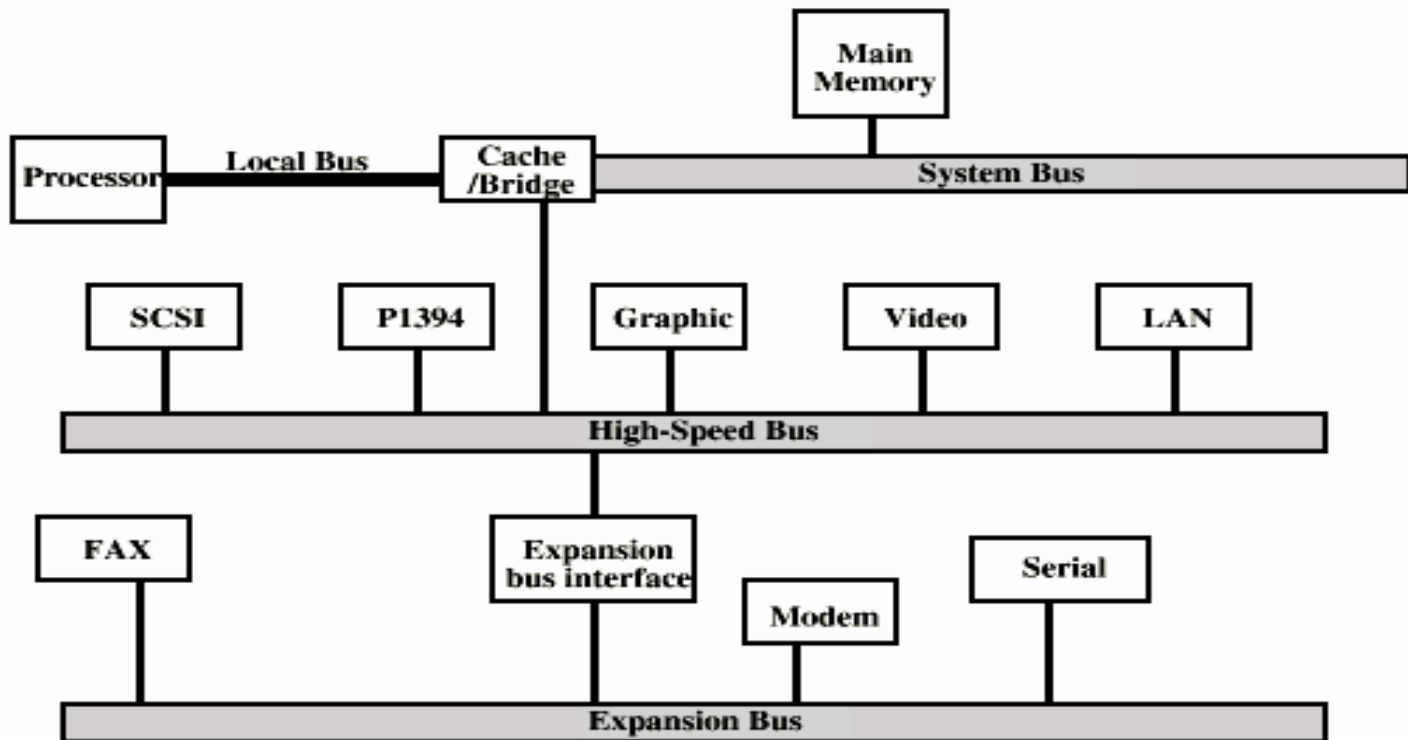 Main
Memory
Processor
Local Bus
Cache
/Bridge
System Bus
SCSI
P1394
Graphic
Video
LAN
High-Speed Bus
FAX
Expansion
bus interface
Modem
Serial
Expansion Bus